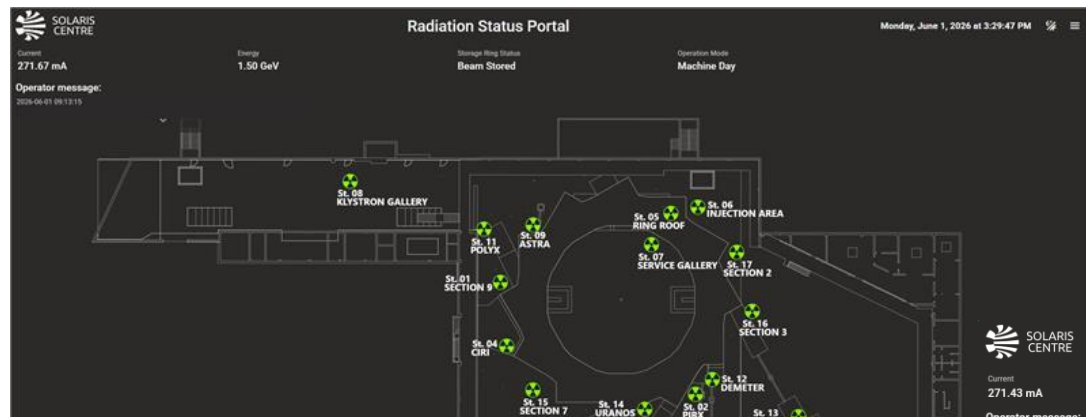 SOLARIS
CENTRE
Radiation Status Portal
Monday, June 1, 2026 at 3:29:47 PM
Current
271.67 mA
Energy
1.50 GeV
Storage Ring Status
Beam Stored
Operation Mode
Machine Day
Operator message:
2026-06-01 09:13:15
St. 08
KLYSTRON GALLERY
St. 11
POLYX
St. 09
ASTRA
St. 05
RING ROOF
St. 06
INJECTION AREA
St. 07
SERVICE GALLERY
St. 17
SECTION 2
St. 01
SECTION 9
St. 16
SECTION 3
St. 04
CIRI
St. 15
SECTION 7
St. 14
URANOS
St. 02
PIRX
St. 12
DEMETER
St. 13
SOLARIS
CENTRE
Current
271.43 mA
Operator message: